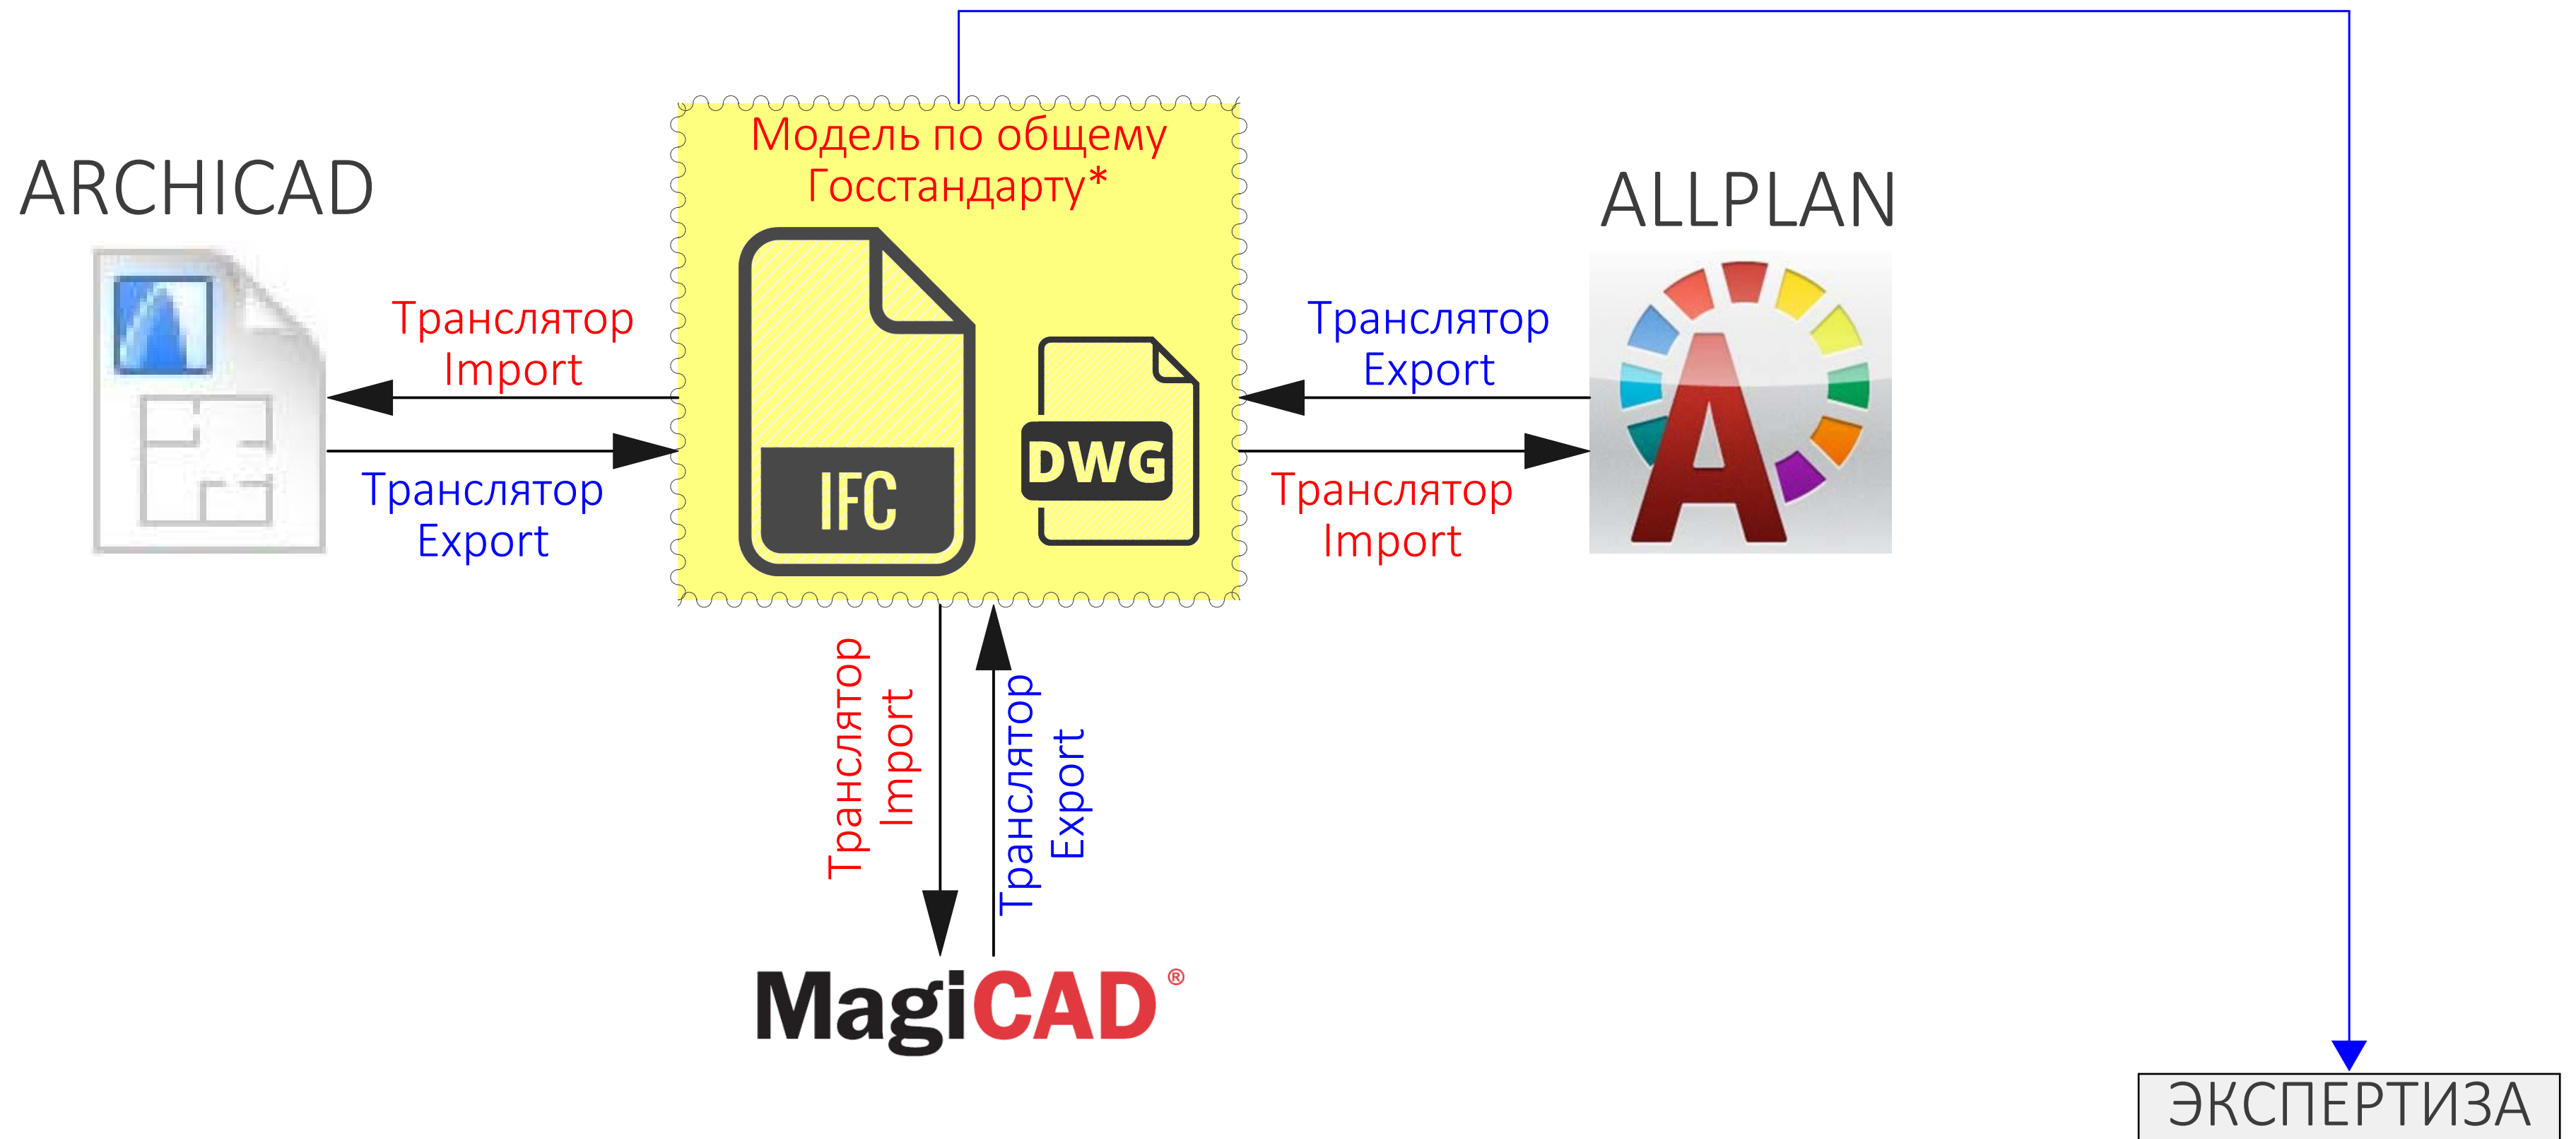 Модель по общему
Госстандарту*
ARCHICAD
ALLPLAN
Транслятор
Import
Транслятор
Export
IFC
DWG
Транслятор
Export
Транслятор
Import
Транслятор
Import
Транслятор
Export
MagiCAD®
ЭКСПЕРТИЗА